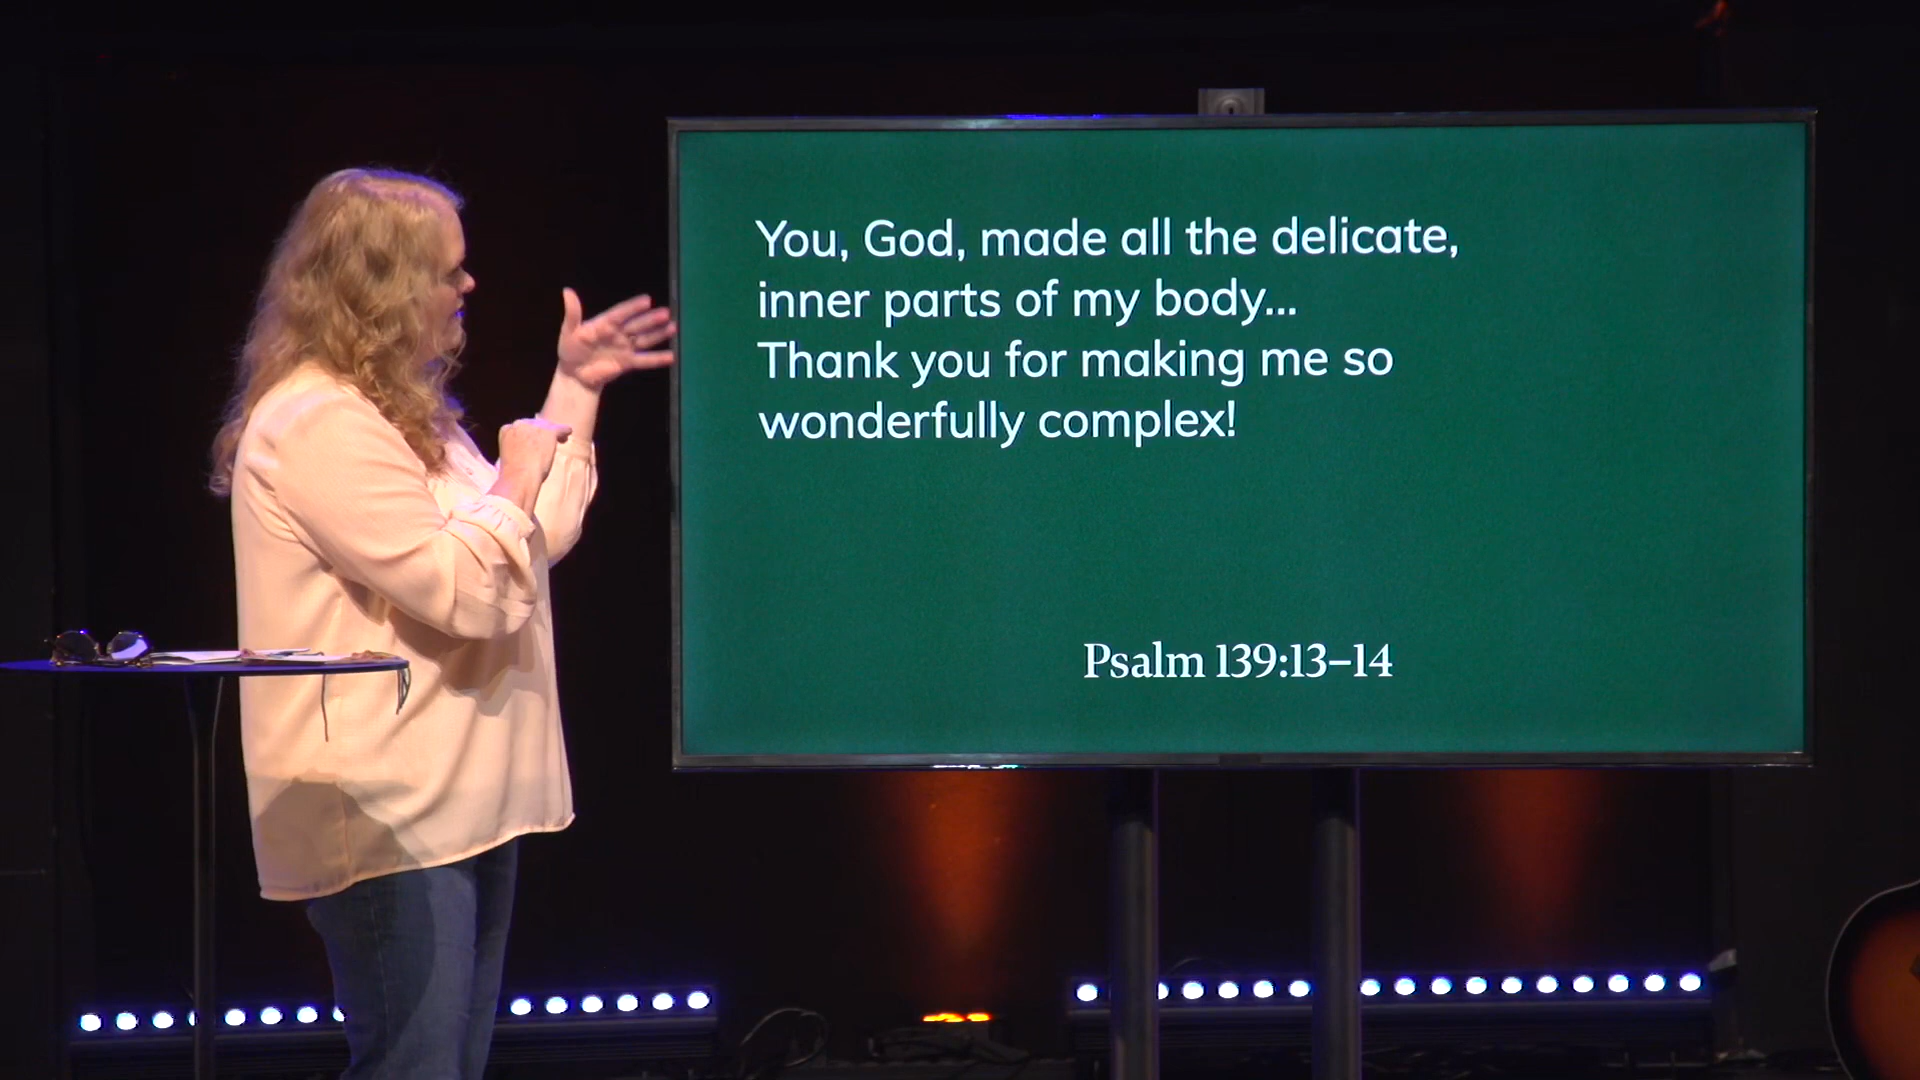 You, God, made all the delicate,
inner parts of my body...
Thank you for making me so
wonderfully complex!
Psalm 139:13–14